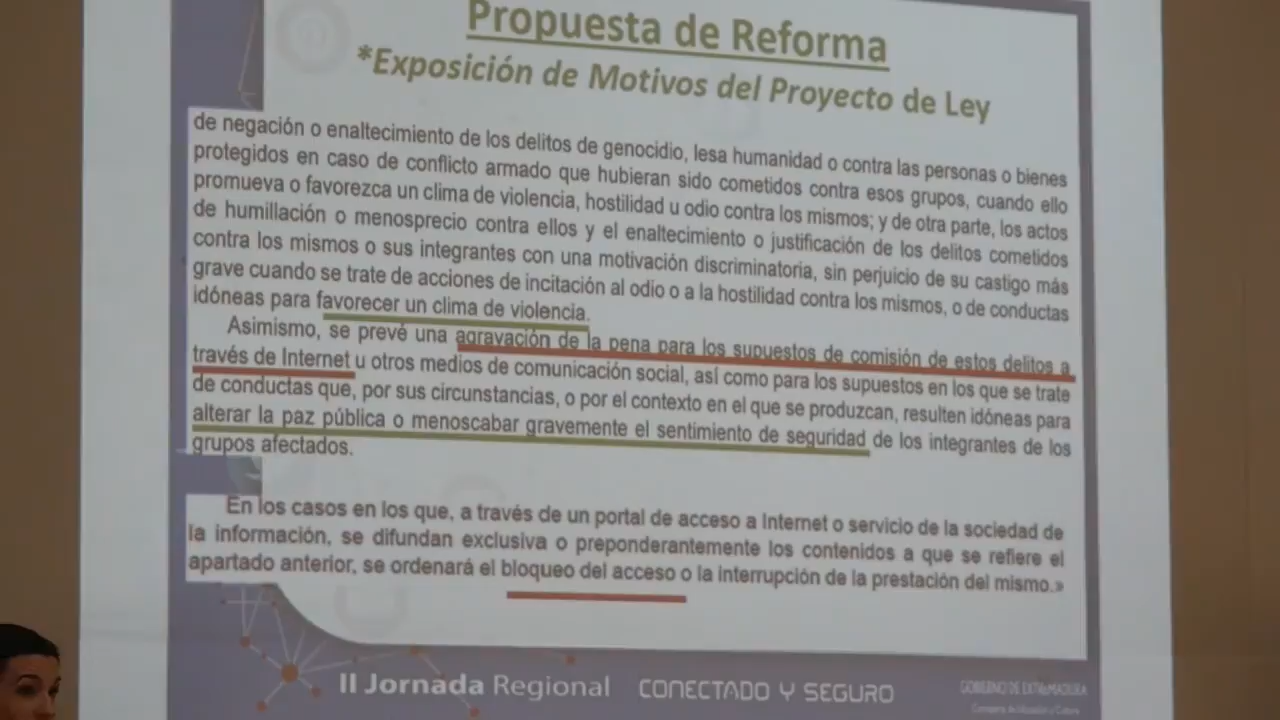 Propuesta de Reforma
*Exposición de Motivos del Proyecto de Ley
de negación o enaltecimiento de los delitos de genocidio, lesa humanidad o contra las personas o bienes
protegidos en caso de conflicto armado que hubieran sido cometidos contra esos grupos, cuando ello
promueva o favorezca un clima de violencia, hostilidad u odio contra los mismos; y de otra parte, los actos
de humillación o menosprecio contra ellos y el enaltecimiento o justificación de los delitos cometidos
contra los mismos o sus integrantes con una motivación discriminatoria, sin perjuicio de su castigo más
grave cuando se trate de acciones de incitación al odio o a la hostilidad contra los mismos, o de conductas
idóneas para favorecer un clima de violencia.
Asimismo, se prevé una agravación de la pena para los supuestos de comisión de estos delitos a
través de Internet u otros medios de comunicación social, así como para los supuestos en los que se trate
de conductas que, por sus circunstancias, o por el contexto en el que se produzcan, resulten idóneas para
alterar la paz pública o menoscabar gravemente el sentimiento de seguridad de los integrantes de los
grupos afectados.
En los casos en los que, a través de un portal de acceso a Internet o servicio de la sociedad de
la información, se difundan exclusiva o preponderantemente los contenidos a que se refiere el
apartado anterior, se ordenará el bloqueo del acceso o la interrupción de la prestación del mismo.»
II Jornada Regional CONECTADO Y SEGURO
GOBIERNO DE EXTREMADURA